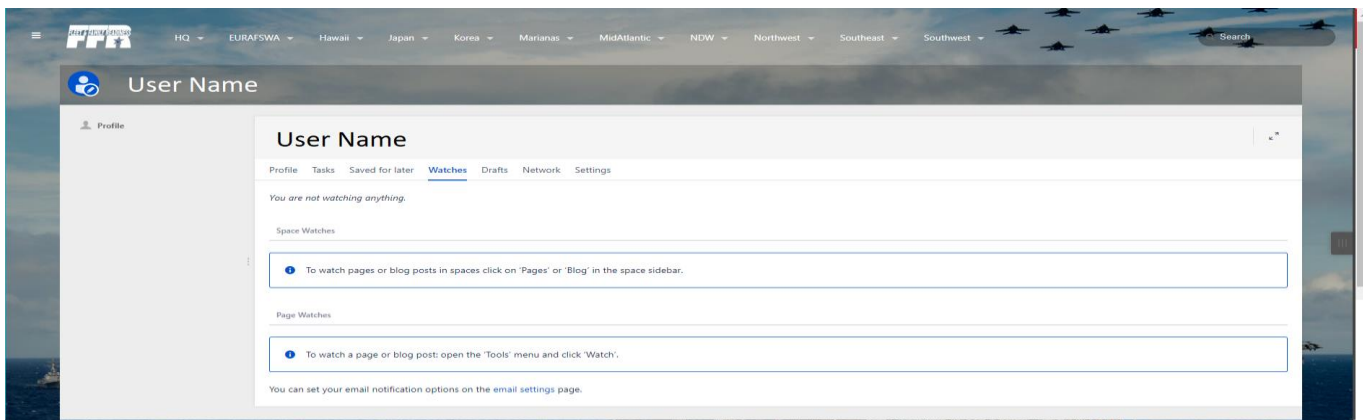 FLEET & FAMILY READINESS
FFR
HQ EURAFSWA Hawaii Japan Korea Marianas MidAtlantic NDW Northwest Southeast Southwest Search
User Name
Profile
User Name
Profile Tasks Saved for later Watches Drafts Network Settings
You are not watching anything.
Space Watches
To watch pages or blog posts in spaces click on 'Pages' or 'Blog' in the space sidebar.
Page Watches
To watch a page or blog post: open the 'Tools' menu and click 'Watch'.
You can set your email notification options on the email settings page.